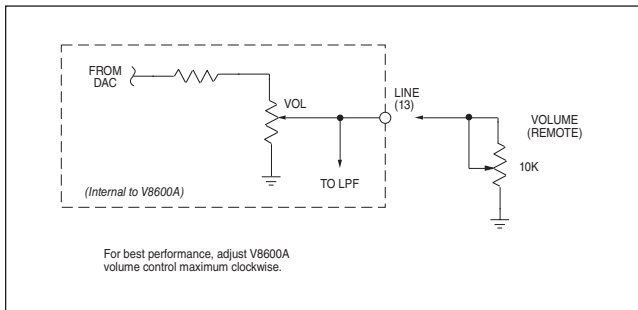 FROM
DAC
VOL
LINE
(13)
VOLUME
(REMOTE)
10K
TO LPF
(Internal to V8600A)
For best performance, adjust V8600A
volume control maximum clockwise.